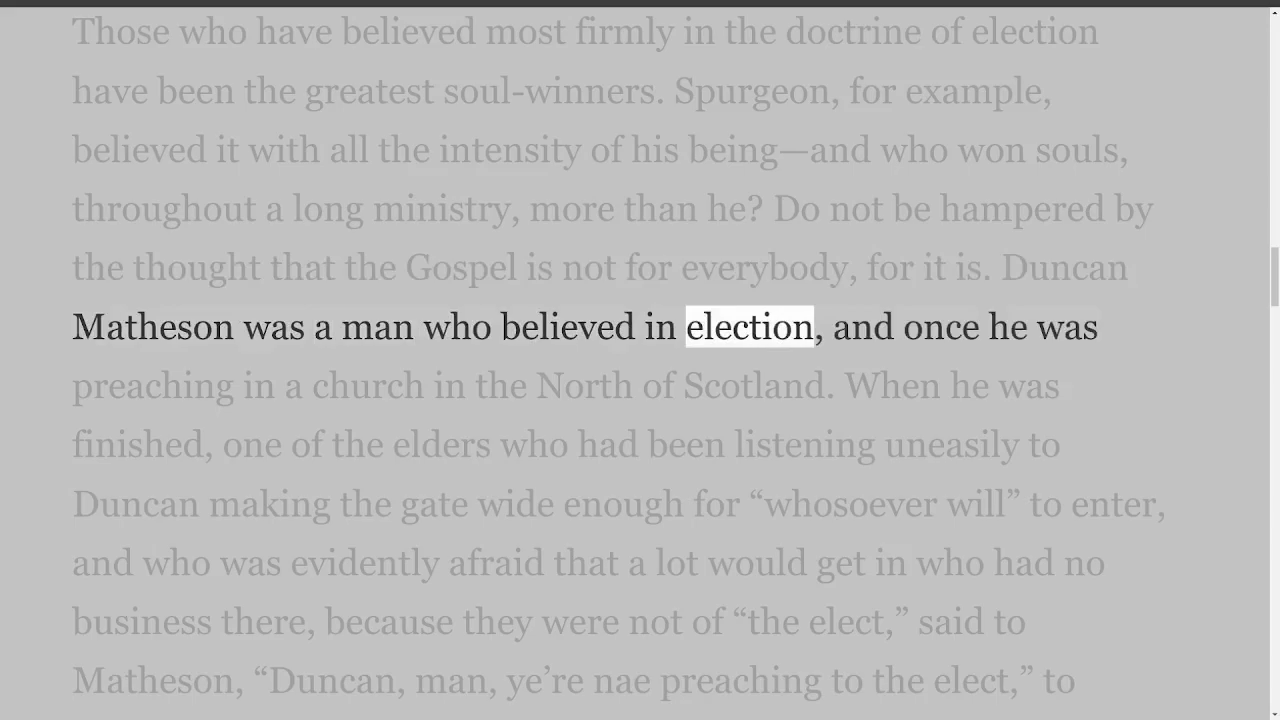 Those who have believed most firmly in the doctrine of election
have been the greatest soul-winners. Spurgeon, for example,
believed it with all the intensity of his being—and who won souls,
throughout a long ministry, more than he? Do not be hampered by
the thought that the Gospel is not for everybody, for it is. Duncan
Matheson was a man who believed in election, and once he was
preaching in a church in the North of Scotland. When he was
finished, one of the elders who had been listening uneasily to
Duncan making the gate wide enough for “whosoever will” to enter,
and who was evidently afraid that a lot would get in who had no
business there, because they were not of “the elect,” said to
Matheson, “Duncan, man, ye’re nae preaching to the elect,” to